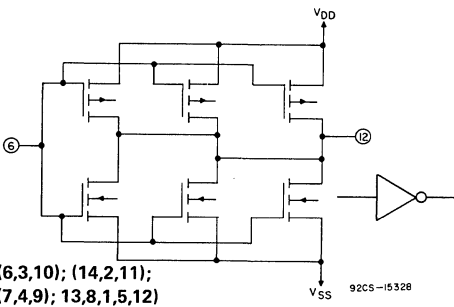 VDD
6
12
VSS
92CS-15328
(6,3,10); (14,2,11);
(7,4,9); 13,8,1,5,12)